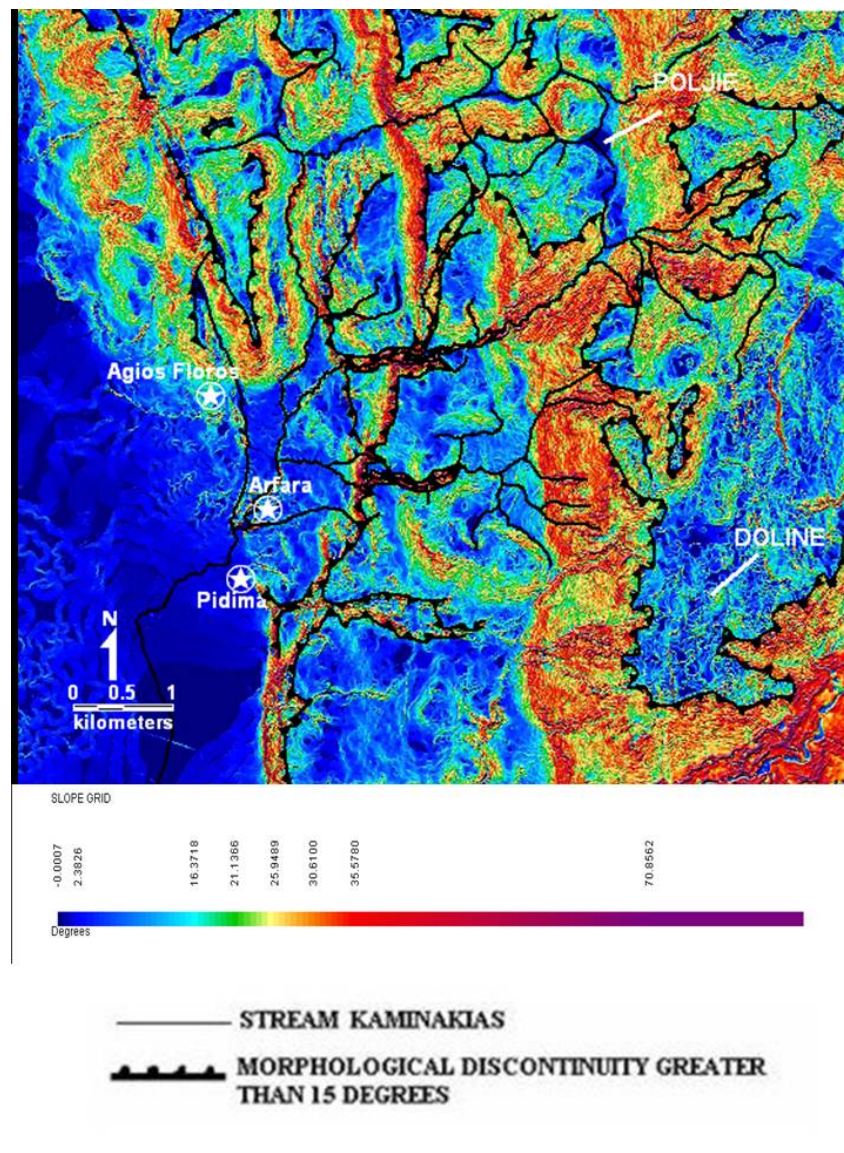 POLJIE
Agios Floros
Arfara
DOLINE
Pidima
N
0 0.5 1
kilometers
SLOPE GRID
-0.0007
2.3826
16.3718
21.1366
25.9489
30.6100
35.5780
70.8562
Degrees
STREAM KAMINAKIAS
MORPHOLOGICAL DISCONTINUITY GREATER
THAN 15 DEGREES